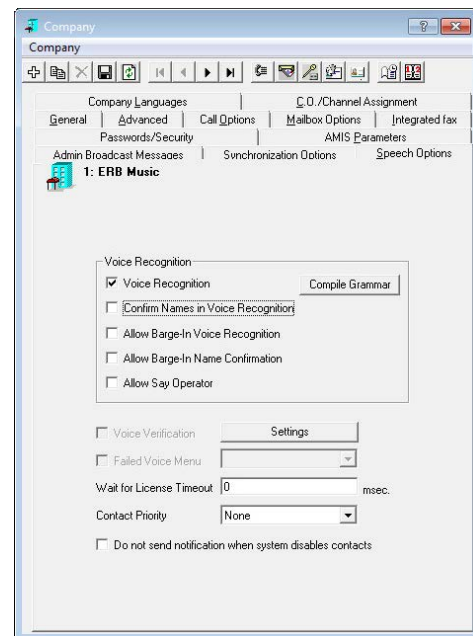 Company
Company
Company Languages C.O./Channel Assignment
General Advanced Call Options Mailbox Options Integrated fax
Passwords/Security AMIS Parameters
Admin Broadcast Messages Synchronization Options Speech Options
1: ERB Music
Voice Recognition
Voice Recognition Compile Grammar
Confirm Names in Voice Recognition
Allow Barge-In Voice Recognition
Allow Barge-In Name Confirmation
Allow Say Operator
Voice Verification Settings
Failed Voice Menu
Wait for License Timeout 0 msec.
Contact Priority None
Do not send notification when system disables contacts